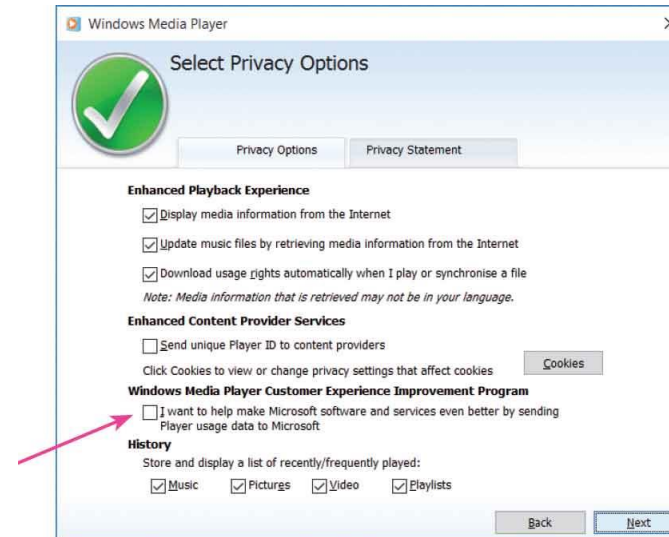 Windows Media Player
Select Privacy Options
Privacy Options
Privacy Statement
Enhanced Playback Experience
Display media information from the Internet
Update music files by retrieving media information from the Internet
Download usage rights automatically when I play or synchronise a file
Note: Media information that is retrieved may not be in your language.
Enhanced Content Provider Services
Send unique Player ID to content providers
Click Cookies to view or change privacy settings that affect cookies
Cookies
Windows Media Player Customer Experience Improvement Program
I want to help make Microsoft software and services even better by sending
Player usage data to Microsoft
History
Store and display a list of recently/frequently played:
Music Pictures Video Playlists
Back Next